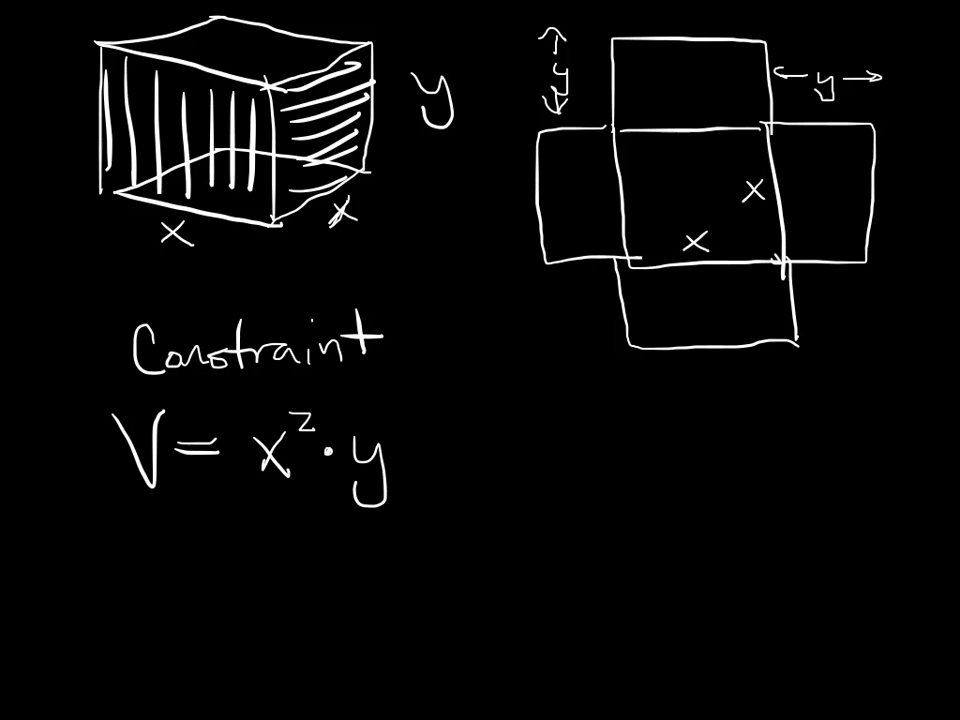 y
x
x
y
y
x
x
Constraint
V = x² · y